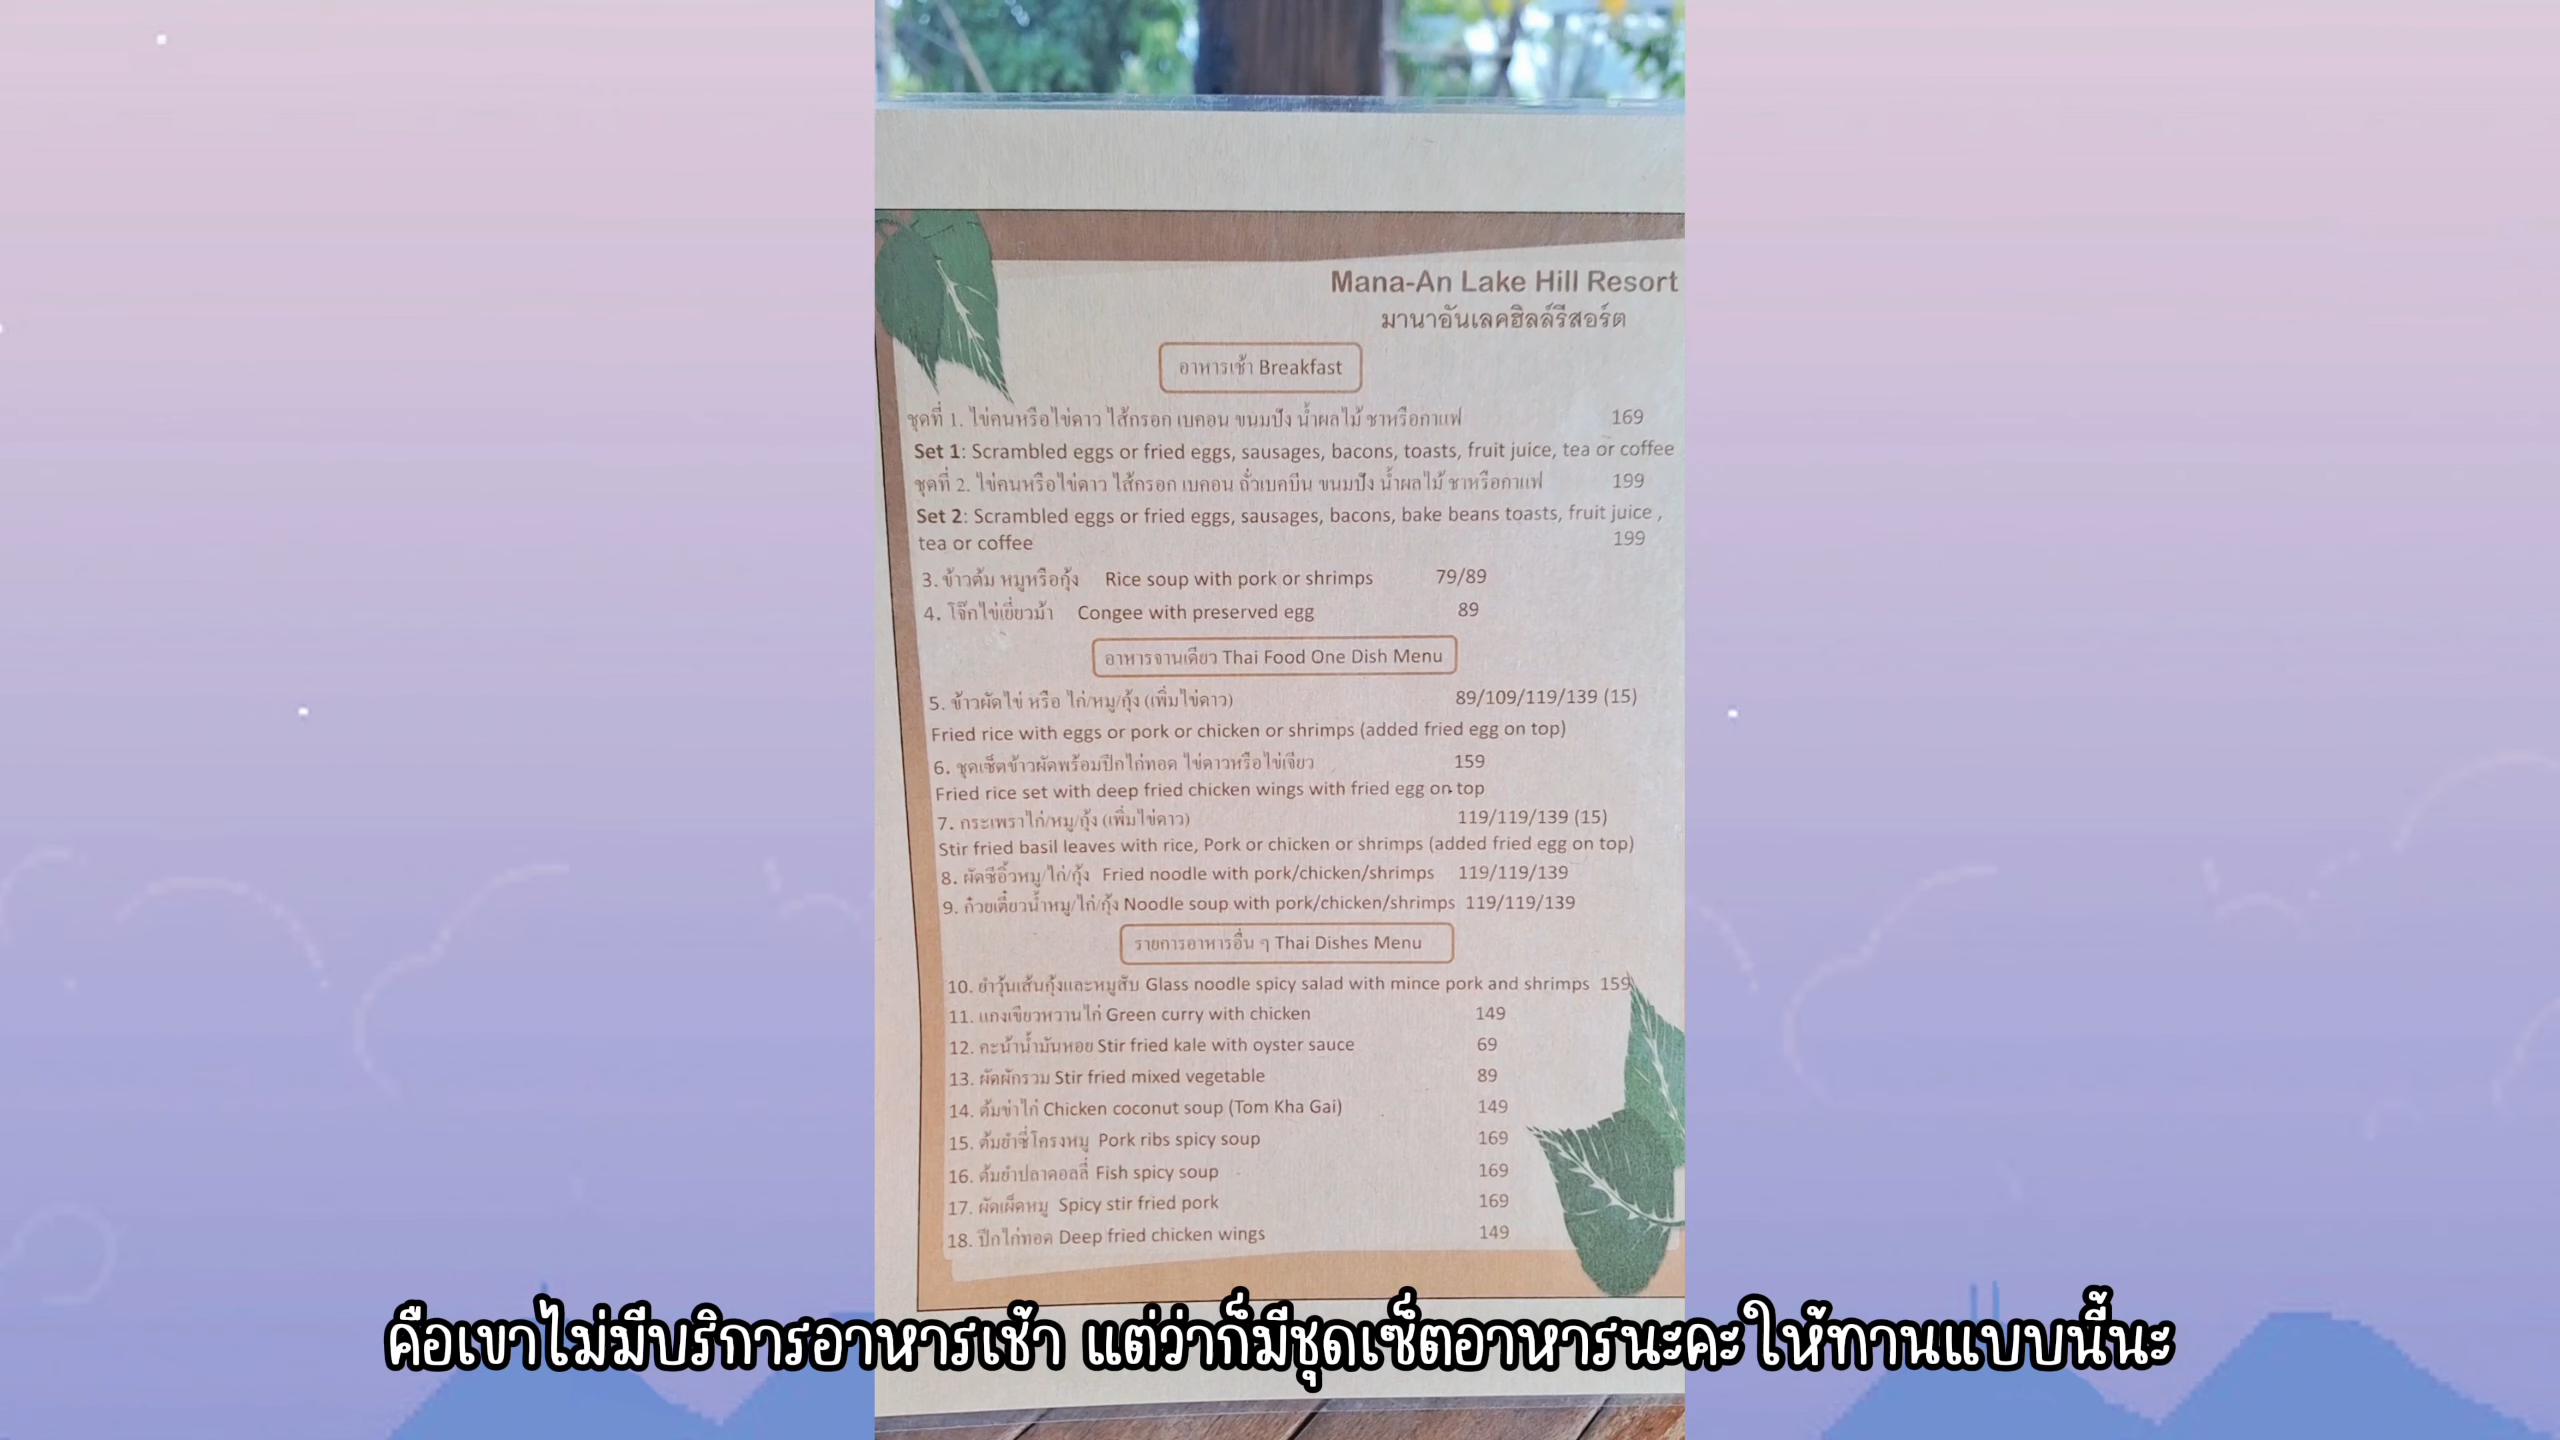 Mana-An Lake Hill Resort
มานาอันเลคฮิลล์รีสอร์ต
อาหารเช้า Breakfast
ชุดที่ 1. ไข่คนหรือไข่ดาว ไส้กรอก เบคอน ขนมปัง น้ำผลไม้ ชาหรือกาแฟ 169
Set 1: Scrambled eggs or fried eggs, sausages, bacons, toasts, fruit juice, tea or coffee
ชุดที่ 2. ไข่คนหรือไข่ดาว ไส้กรอก เบคอน ถั่วเบคบีน ขนมปัง น้ำผลไม้ ชาหรือกาแฟ 199
Set 2: Scrambled eggs or fried eggs, sausages, bacons, bake beans toasts, fruit juice ,
tea or coffee 199
3. ข้าวต้ม หมูหรือกุ้ง Rice soup with pork or shrimps 79/89
4. โจ๊กไข่เยี่ยวม้า Congee with preserved egg 89
อาหารจานเดียว Thai Food One Dish Menu
5. ข้าวผัดไข่ หรือ ไก่/หมู/กุ้ง (เพิ่มไข่ดาว) 89/109/119/139 (15)
Fried rice with eggs or pork or chicken or shrimps (added fried egg on top)
6. ชุดเซ็ตข้าวผัดพร้อมปีกไก่ทอด ไข่ดาวหรือไข่เจียว 159
Fried rice set with deep fried chicken wings with fried egg on top
7. กระเพราไก่/หมู/กุ้ง (เพิ่มไข่ดาว) 119/119/139 (15)
Stir fried basil leaves with rice, Pork or chicken or shrimps (added fried egg on top)
8. ผัดซีอิ้วหมู/ไก่/กุ้ง Fried noodle with pork/chicken/shrimps 119/119/139
9. ก๋วยเตี๋ยวน้ำหมู/ไก่/กุ้ง Noodle soup with pork/chicken/shrimps 119/119/139
รายการอาหารอื่น ๆ Thai Dishes Menu
10. ยำวุ้นเส้นกุ้งและหมูสับ Glass noodle spicy salad with mince pork and shrimps 159
11. แกงเขียวหวานไก่ Green curry with chicken 149
12. คะน้าน้ำมันหอย Stir fried kale with oyster sauce 69
13. ผัดผักรวม Stir fried mixed vegetable 89
14. ต้มข่าไก่ Chicken coconut soup (Tom Kha Gai) 149
15. ต้มยำซี่โครงหมู Pork ribs spicy soup 169
16. ต้มยำปลาดอลลี่ Fish spicy soup 169
17. ผัดเผ็ดหมู Spicy stir fried pork 169
18. ปีกไก่ทอด Deep fried chicken wings 149
คือเขาไม่มีบริการอาหารเช้า แต่ว่าก็มีชุดเซ็ตอาหารนะคะให้ทานแบบนี้นะ